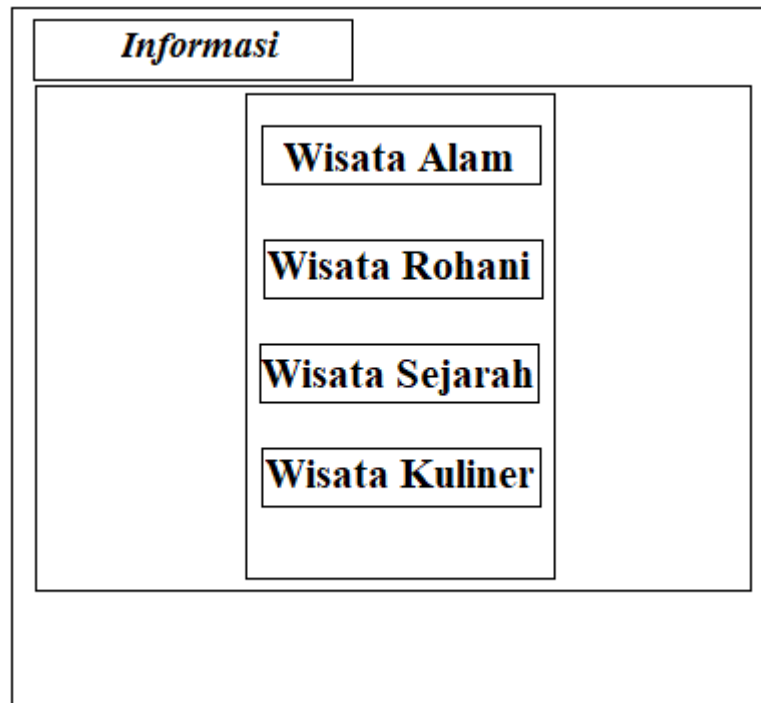 Informasi
Wisata Alam
Wisata Rohani
Wisata Sejarah
Wisata Kuliner